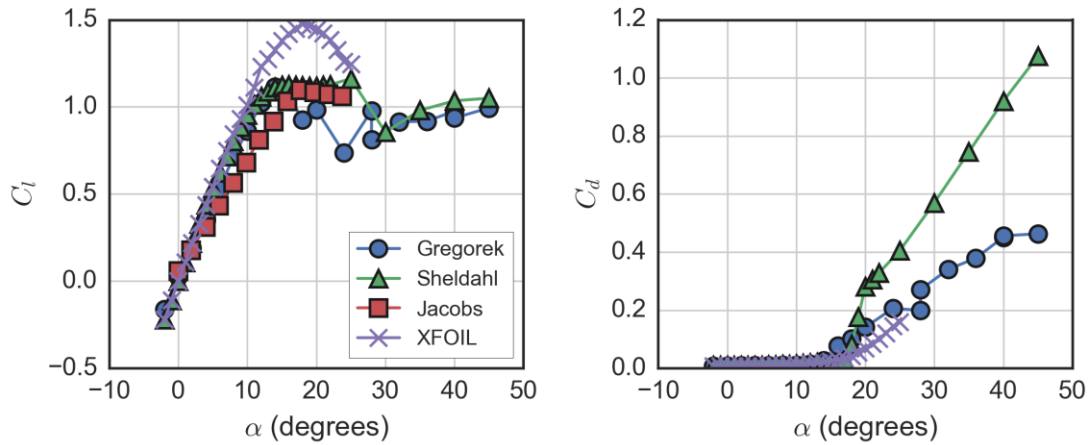 1.5
1.0
0.5
0.0
−0.5
C_l
−10 0 10 20 30 40 50
α (degrees)
Gregorek
Sheldahl
Jacobs
XFOIL
1.2
1.0
0.8
0.6
0.4
0.2
0.0
C_d
−10 0 10 20 30 40 50
α (degrees)